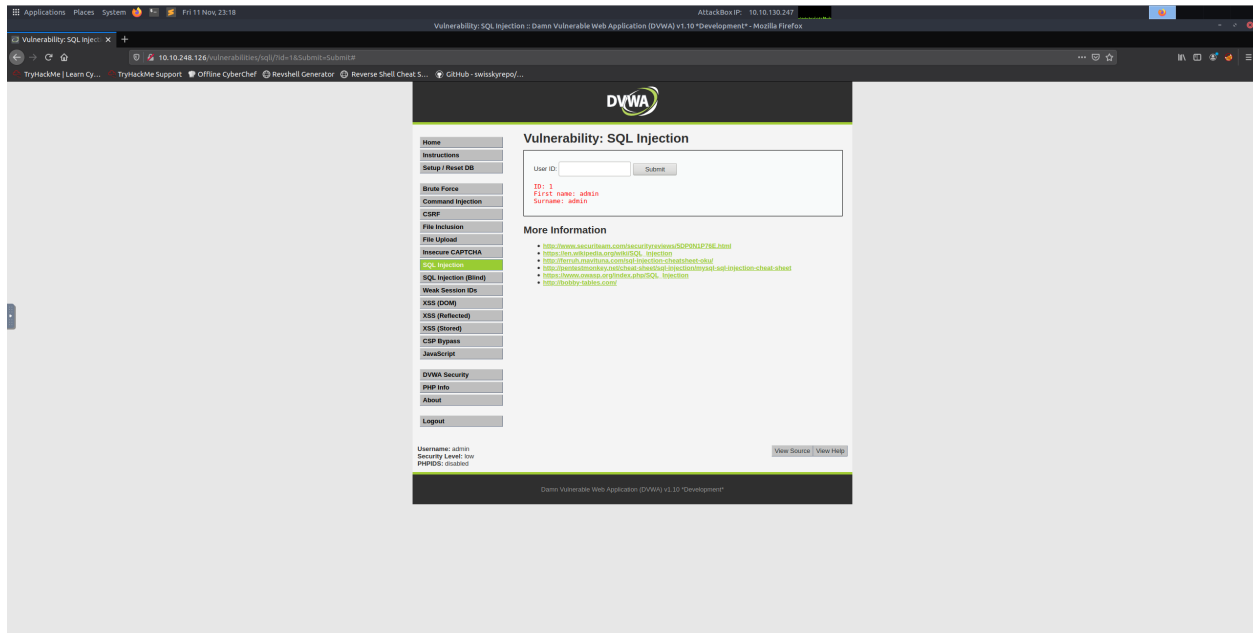 Applications Places System Fri 11 Nov, 23:18 AttackBox IP: 10.10.130.247
Vulnerability: SQL Injection :: Damn Vulnerable Web Application (DVWA) v1.10 *Development* - Mozilla Firefox
Vulnerability: SQL Inject
10.10.248.126/vulnerabilities/sqli/?id=1&Submit=Submit#
TryHackMe | Learn Cy... TryHackMe Support Offline CyberChef Revshell Generator Reverse Shell Cheat S... GitHub - swisskyrepo/...
DVWA
Home
Instructions
Setup / Reset DB
Brute Force
Command Injection
CSRF
File Inclusion
File Upload
Insecure CAPTCHA
SQL Injection
SQL Injection (Blind)
Weak Session IDs
XSS (DOM)
XSS (Reflected)
XSS (Stored)
CSP Bypass
JavaScript
DVWA Security
PHP Info
About
Logout
Vulnerability: SQL Injection
User ID: Submit
ID: 1
First name: admin
Surname: admin
More Information
http://www.securiteam.com/securityreviews/5DP0N1P76E.html
https://en.wikipedia.org/wiki/SQL_injection
http://ferruh.mavituna.com/sql-injection-cheatsheet-oku/
http://pentestmonkey.net/cheat-sheet/sql-injection/mysql-sql-injection-cheat-sheet
https://www.owasp.org/index.php/SQL_Injection
http://bobby-tables.com/
Username: admin
Security Level: low
PHPIDS: disabled
View Source View Help
Damn Vulnerable Web Application (DVWA) v1.10 *Development*